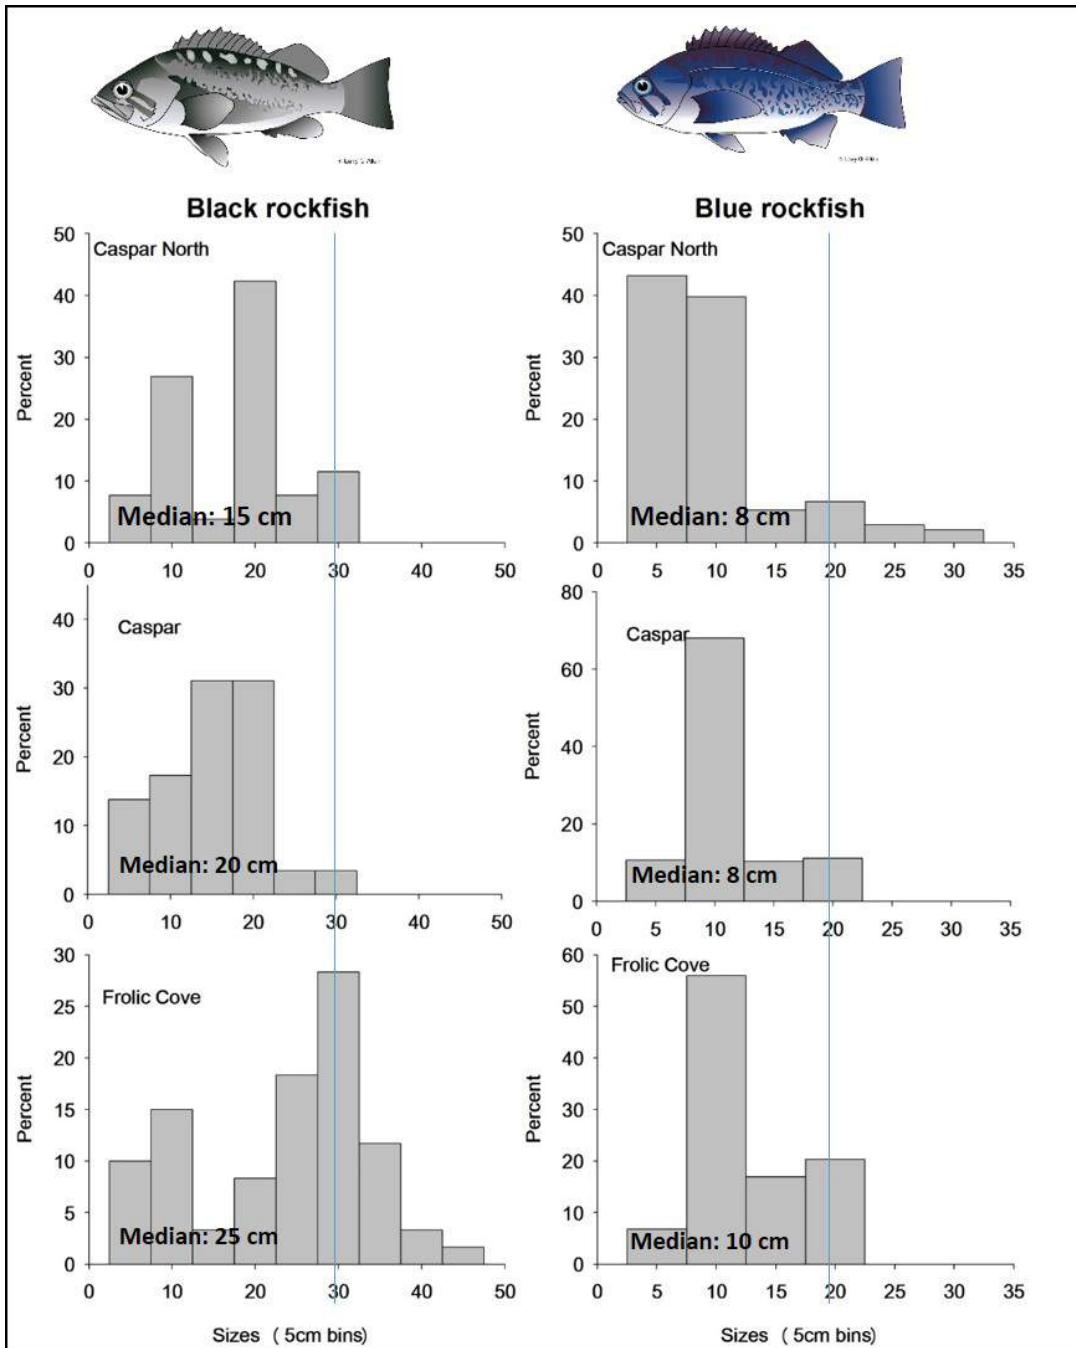 © Larry G. Allen
© Larry G. Allen
Black rockfish
Blue rockfish
Caspar North
Percent
50
40
30
20
10
0
Median: 15 cm
0 10 20 30 40 50
Caspar North
Percent
50
40
30
20
10
0
Median: 8 cm
0 5 10 15 20 25 30 35
Caspar
Percent
40
30
20
10
0
Median: 20 cm
0 10 20 30 40 50
Caspar
Percent
80
60
40
20
0
Median: 8 cm
0 5 10 15 20 25 30 35
Frolic Cove
Percent
30
25
20
15
10
5
0
Median: 25 cm
0 10 20 30 40 50
Sizes ( 5cm bins)
Frolic Cove
Percent
60
50
40
30
20
10
0
Median: 10 cm
0 5 10 15 20 25 30 35
Sizes ( 5cm bins)